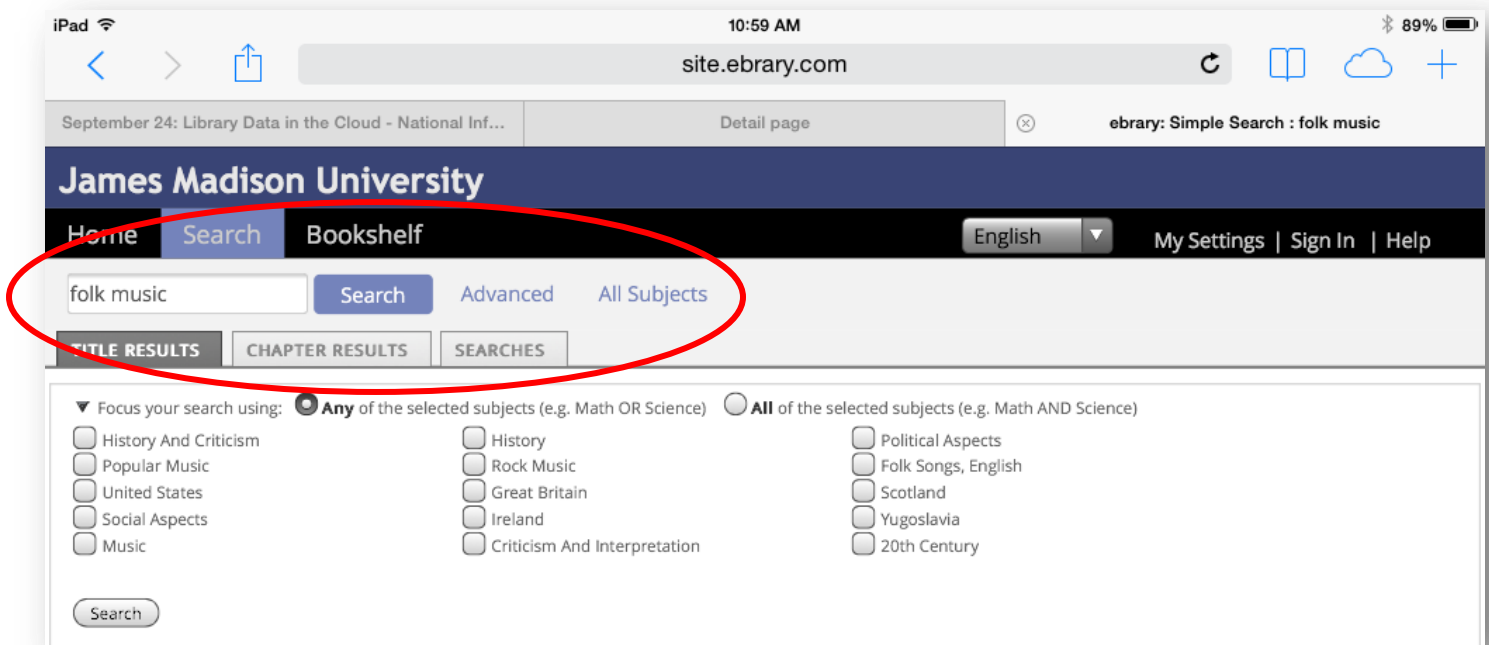 iPad 10:59 AM 89%
site.ebrary.com
September 24: Library Data in the Cloud - National Inf... Detail page ebrary: Simple Search : folk music
James Madison University
Home Search Bookshelf English My Settings | Sign In | Help
folk music Search Advanced All Subjects
TITLE RESULTS CHAPTER RESULTS SEARCHES
Focus your search using: Any of the selected subjects (e.g. Math OR Science) All of the selected subjects (e.g. Math AND Science)
History And Criticism History Political Aspects
Popular Music Rock Music Folk Songs, English
United States Great Britain Scotland
Social Aspects Ireland Yugoslavia
Music Criticism And Interpretation 20th Century
Search